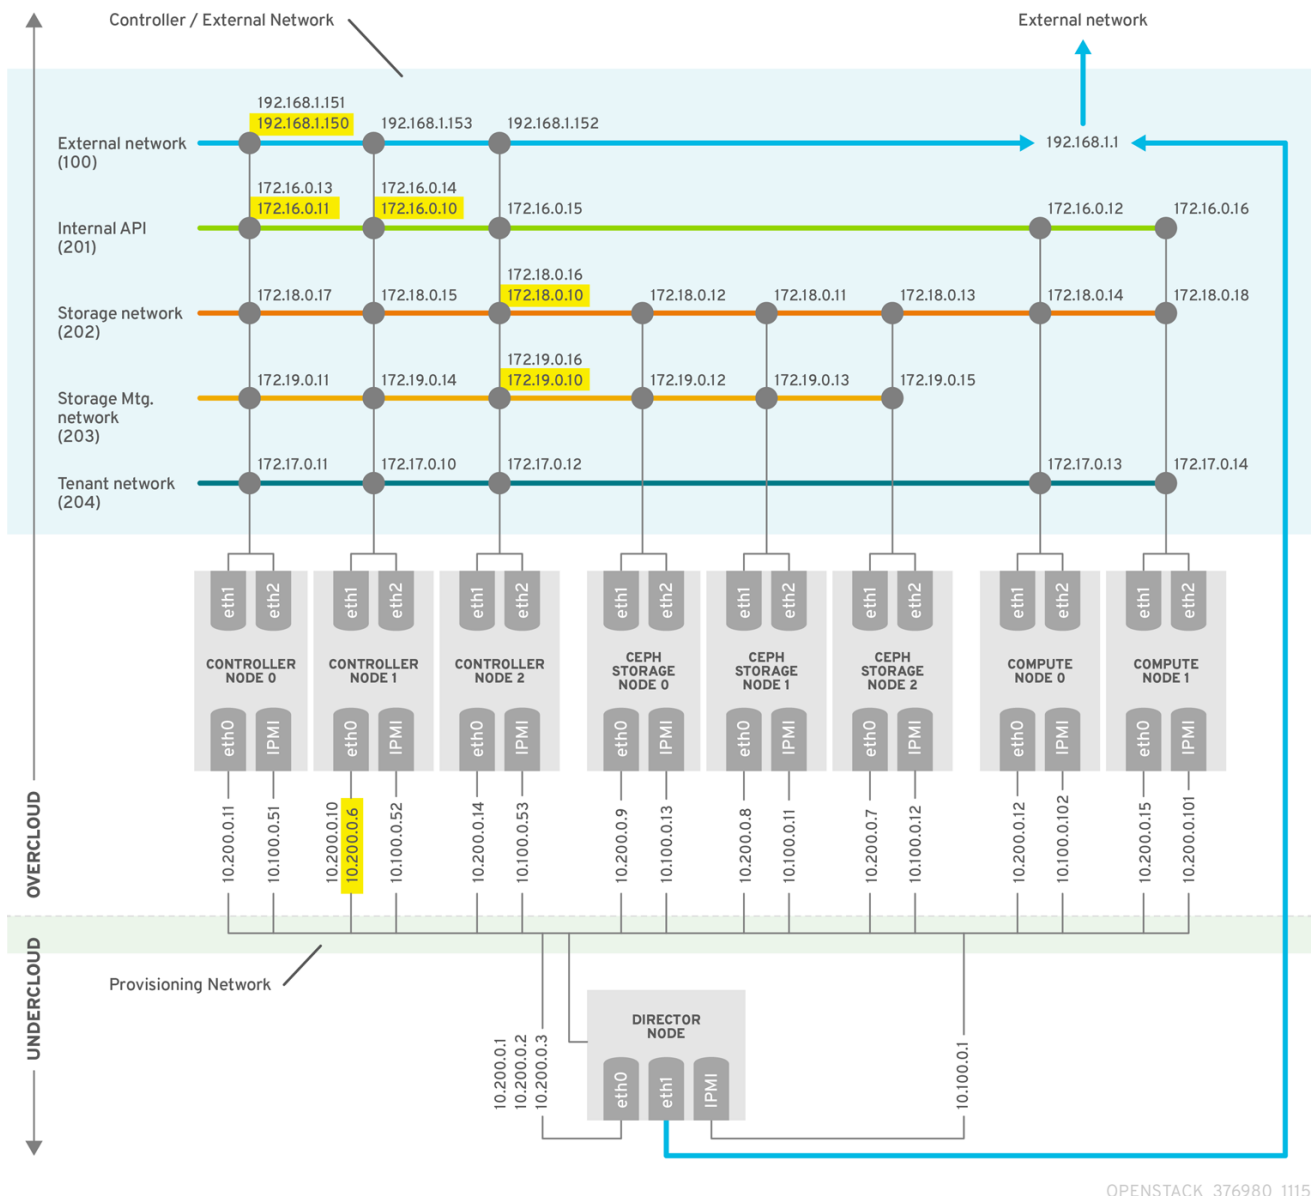 Controller / External Network
External network
192.168.1.151
192.168.1.150
192.168.1.153
192.168.1.152
External network
(100)
192.168.1.1
172.16.0.13
172.16.0.11
172.16.0.14
172.16.0.10
172.16.0.15
172.16.0.12
172.16.0.16
Internal API
(201)
172.18.0.17
172.18.0.15
172.18.0.16
172.18.0.10
172.18.0.12
172.18.0.11
172.18.0.13
172.18.0.14
172.18.0.18
Storage network
(202)
172.19.0.11
172.19.0.14
172.19.0.16
172.19.0.10
172.19.0.12
172.19.0.13
172.19.0.15
Storage Mtg.
network
(203)
172.17.0.11
172.17.0.10
172.17.0.12
172.17.0.13
172.17.0.14
Tenant network
(204)
eth1
eth2
CONTROLLER
NODE 0
eth0
IPMI
eth1
eth2
CONTROLLER
NODE 1
eth0
IPMI
eth1
eth2
CONTROLLER
NODE 2
eth0
IPMI
eth1
eth2
CEPH
STORAGE
NODE 0
eth0
IPMI
eth1
eth2
CEPH
STORAGE
NODE 1
eth0
IPMI
eth1
eth2
CEPH
STORAGE
NODE 2
eth0
IPMI
eth1
eth2
COMPUTE
NODE 0
eth0
IPMI
eth1
eth2
COMPUTE
NODE 1
eth0
IPMI
OVERCLOUD
10.200.0.11
10.100.0.51
10.200.0.10
10.200.0.6
10.100.0.52
10.200.0.14
10.100.0.53
10.200.0.9
10.100.0.13
10.200.0.8
10.100.0.11
10.200.0.7
10.100.0.12
10.200.0.12
10.100.0.102
10.200.0.15
10.200.0.101
UNDERCLOUD
Provisioning Network
10.200.0.1
10.200.0.2
10.200.0.3
DIRECTOR
NODE
eth0
eth1
IPMI
10.100.0.1
OPENSTACK_376980_1115